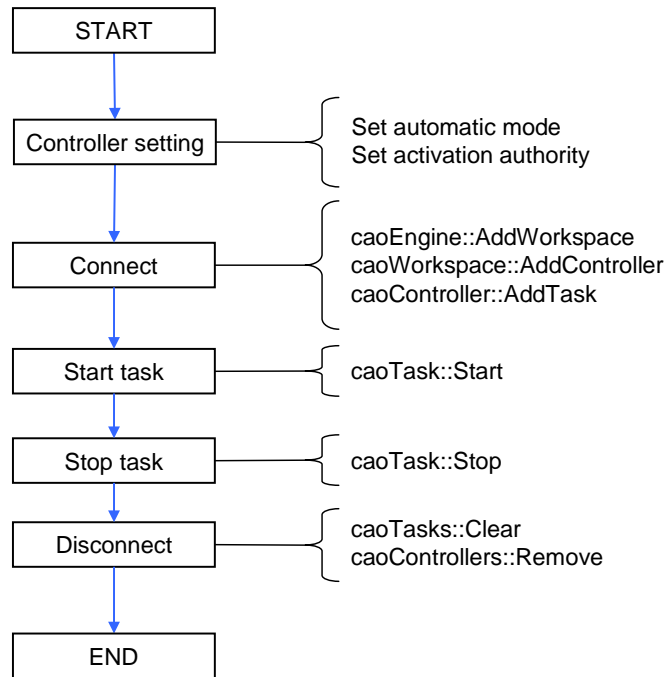 START
Controller setting
Set automatic mode
Set activation authority
Connect
caoEngine::AddWorkspace
caoWorkspace::AddController
caoController::AddTask
Start task
caoTask::Start
Stop task
caoTask::Stop
Disconnect
caoTasks::Clear
caoControllers::Remove
END